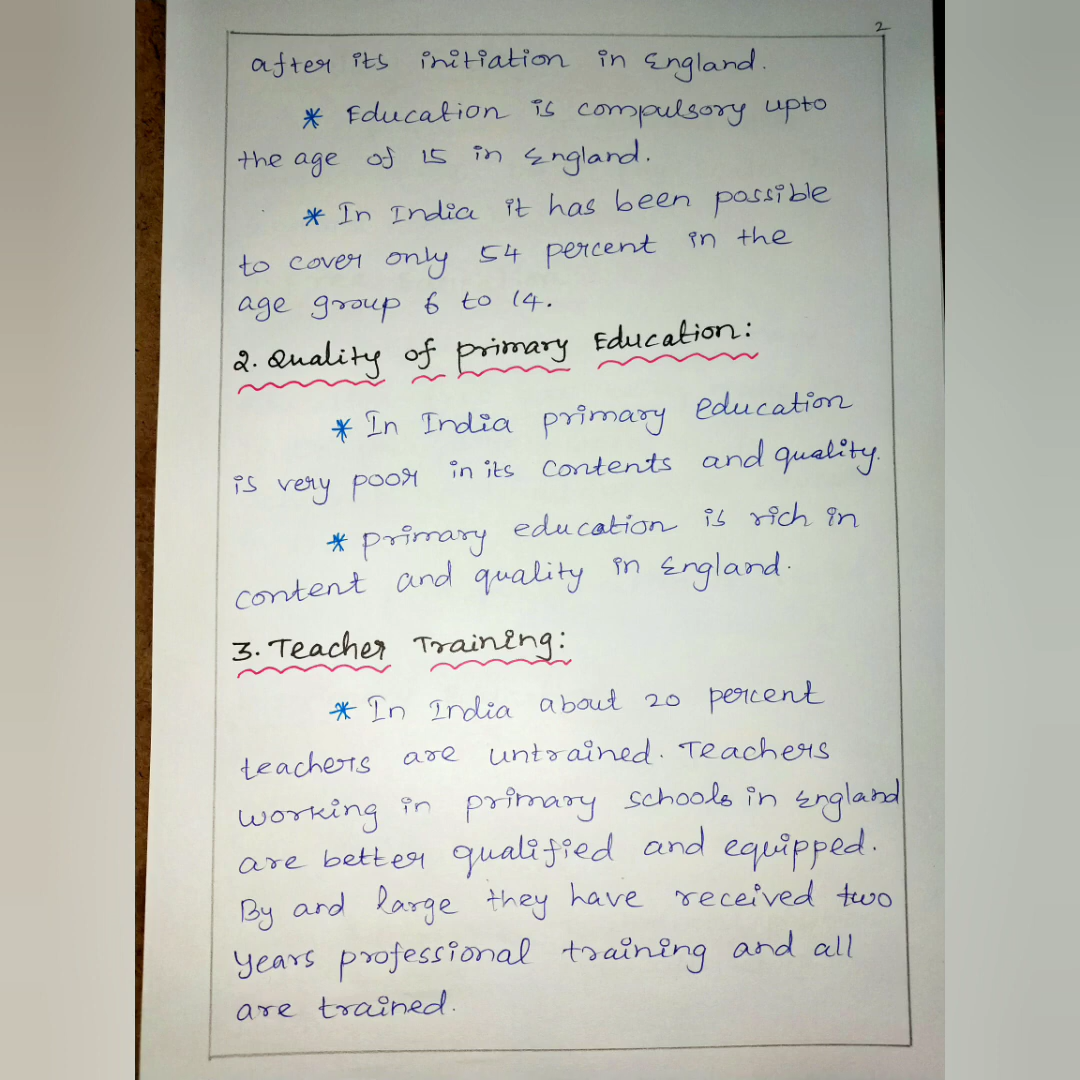 2
after its initiation in England.
* Education is compulsory upto
the age of 15 in England.
* In India it has been possible
to cover only 54 percent in the
age group 6 to 14.
2. Quality of primary Education:
* In India primary education
is very poor in its contents and quality.
* primary education is rich in
content and quality in England.
3. Teacher Training:
* In India about 20 percent
teachers are untrained. Teachers
working in primary schools in England
are better qualified and equipped.
By and large they have received two
years professional training and all
are trained.